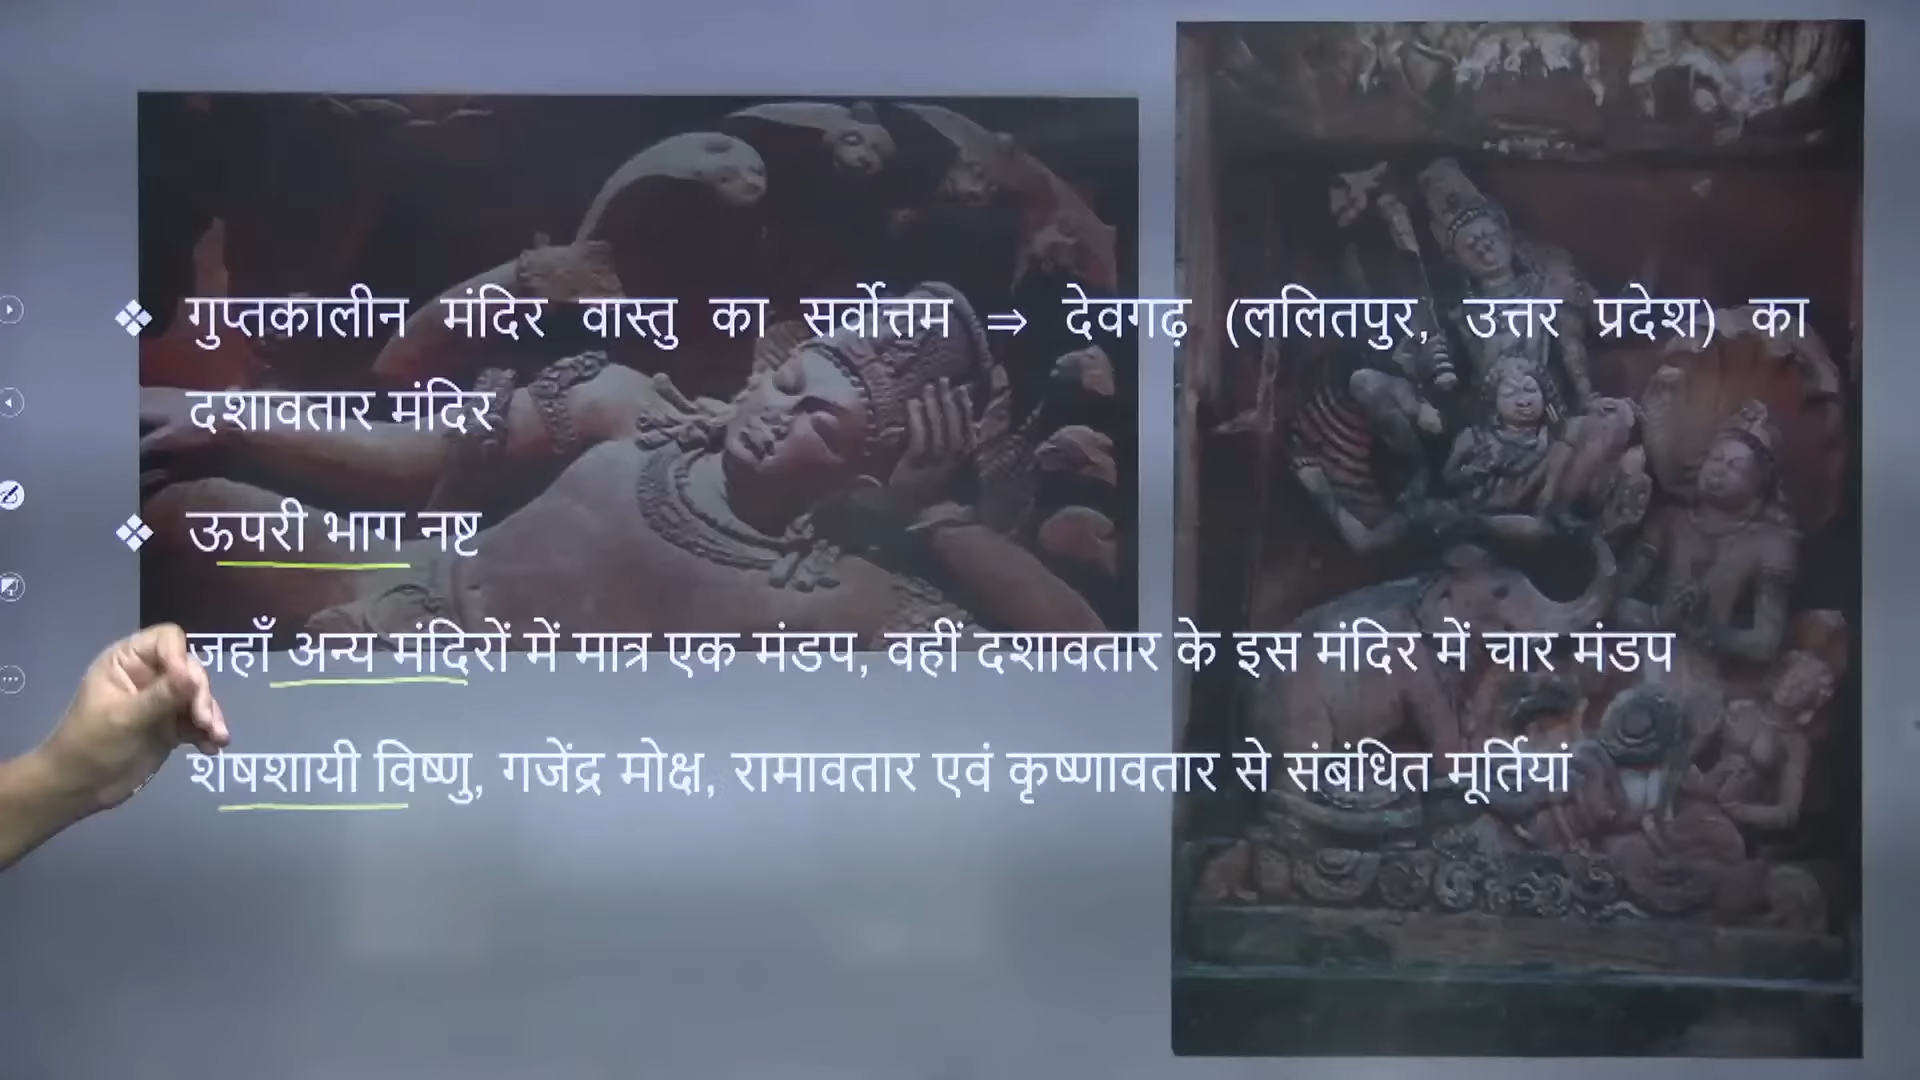 ❖ गुप्तकालीन मंदिर वास्तु का सर्वोत्तम ⇒ देवगढ़ (ललितपुर, उत्तर प्रदेश) का
दशावतार मंदिर
❖ ऊपरी भाग नष्ट
जहाँ अन्य मंदिरों में मात्र एक मंडप, वहीं दशावतार के इस मंदिर में चार मंडप
शेषशायी विष्णु, गजेंद्र मोक्ष, रामावतार एवं कृष्णावतार से संबंधित मूर्तियां